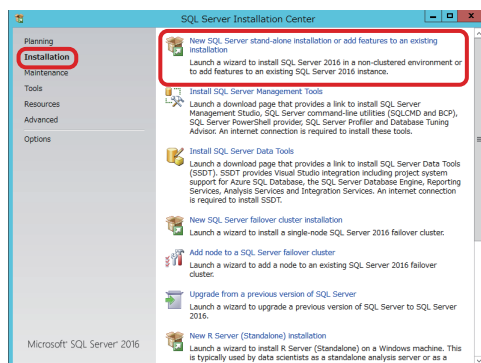 SQL Server Installation Center
Planning
Installation
Maintenance
Tools
Resources
Advanced
Options
New SQL Server stand-alone installation or add features to an existing
installation
Launch a wizard to install SQL Server 2016 in a non-clustered environment or
to add features to an existing SQL Server 2016 instance.
Install SQL Server Management Tools
Launch a download page that provides a link to install SQL Server
Management Studio, SQL Server command-line utilities (SQLCMD and BCP),
SQL Server PowerShell provider, SQL Server Profiler and Database Tuning
Advisor. An internet connection is required to install these tools.
Install SQL Server Data Tools
Launch a download page that provides a link to install SQL Server Data Tools
(SSDT). SSDT provides Visual Studio integration including project system
support for Azure SQL Database, the SQL Server Database Engine, Reporting
Services, Analysis Services and Integration Services. An internet connection
is required to install SSDT.
New SQL Server failover cluster installation
Launch a wizard to install a single-node SQL Server 2016 failover cluster.
Add node to a SQL Server failover cluster
Launch a wizard to add a node to an existing SQL Server 2016 failover
cluster.
Upgrade from a previous version of SQL Server
Launch a wizard to upgrade a previous version of SQL Server to SQL Server
2016.
New R Server (Standalone) installation
Launch a wizard to install R Server (Standalone) on a Windows machine. This
is typically used by data scientists as a standalone analysis server or as a
Microsoft® SQL Server® 2016